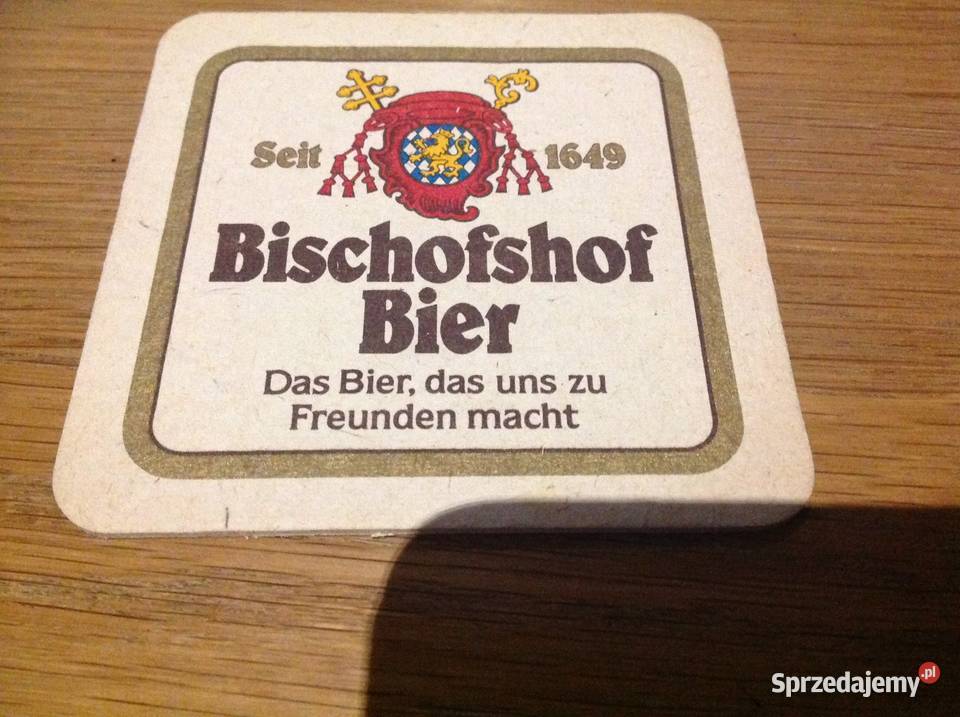 Seit 1649
Bischofshof
Bier
Das Bier, das uns zu
Freunden macht
Sprzedajemy.pl